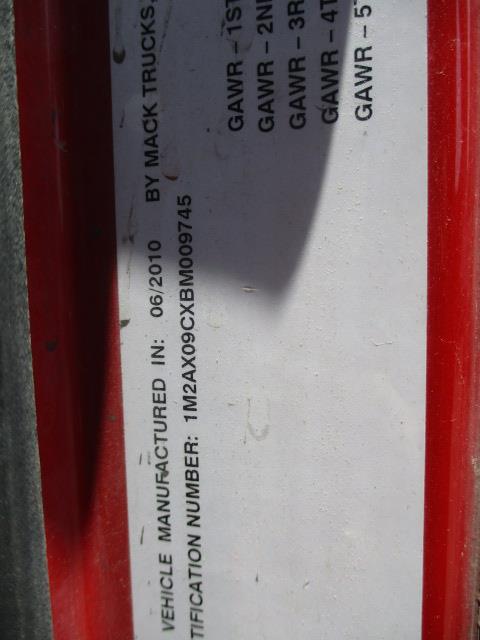 VEHICLE MANUFACTURED IN: 06/2010 BY MACK TRUCKS,
TIFICATION NUMBER: 1M2AX09CXBM009745
GAWR - 1ST
GAWR - 2N
GAWR - 3R
GAWR - 4T
GAWR - 5T